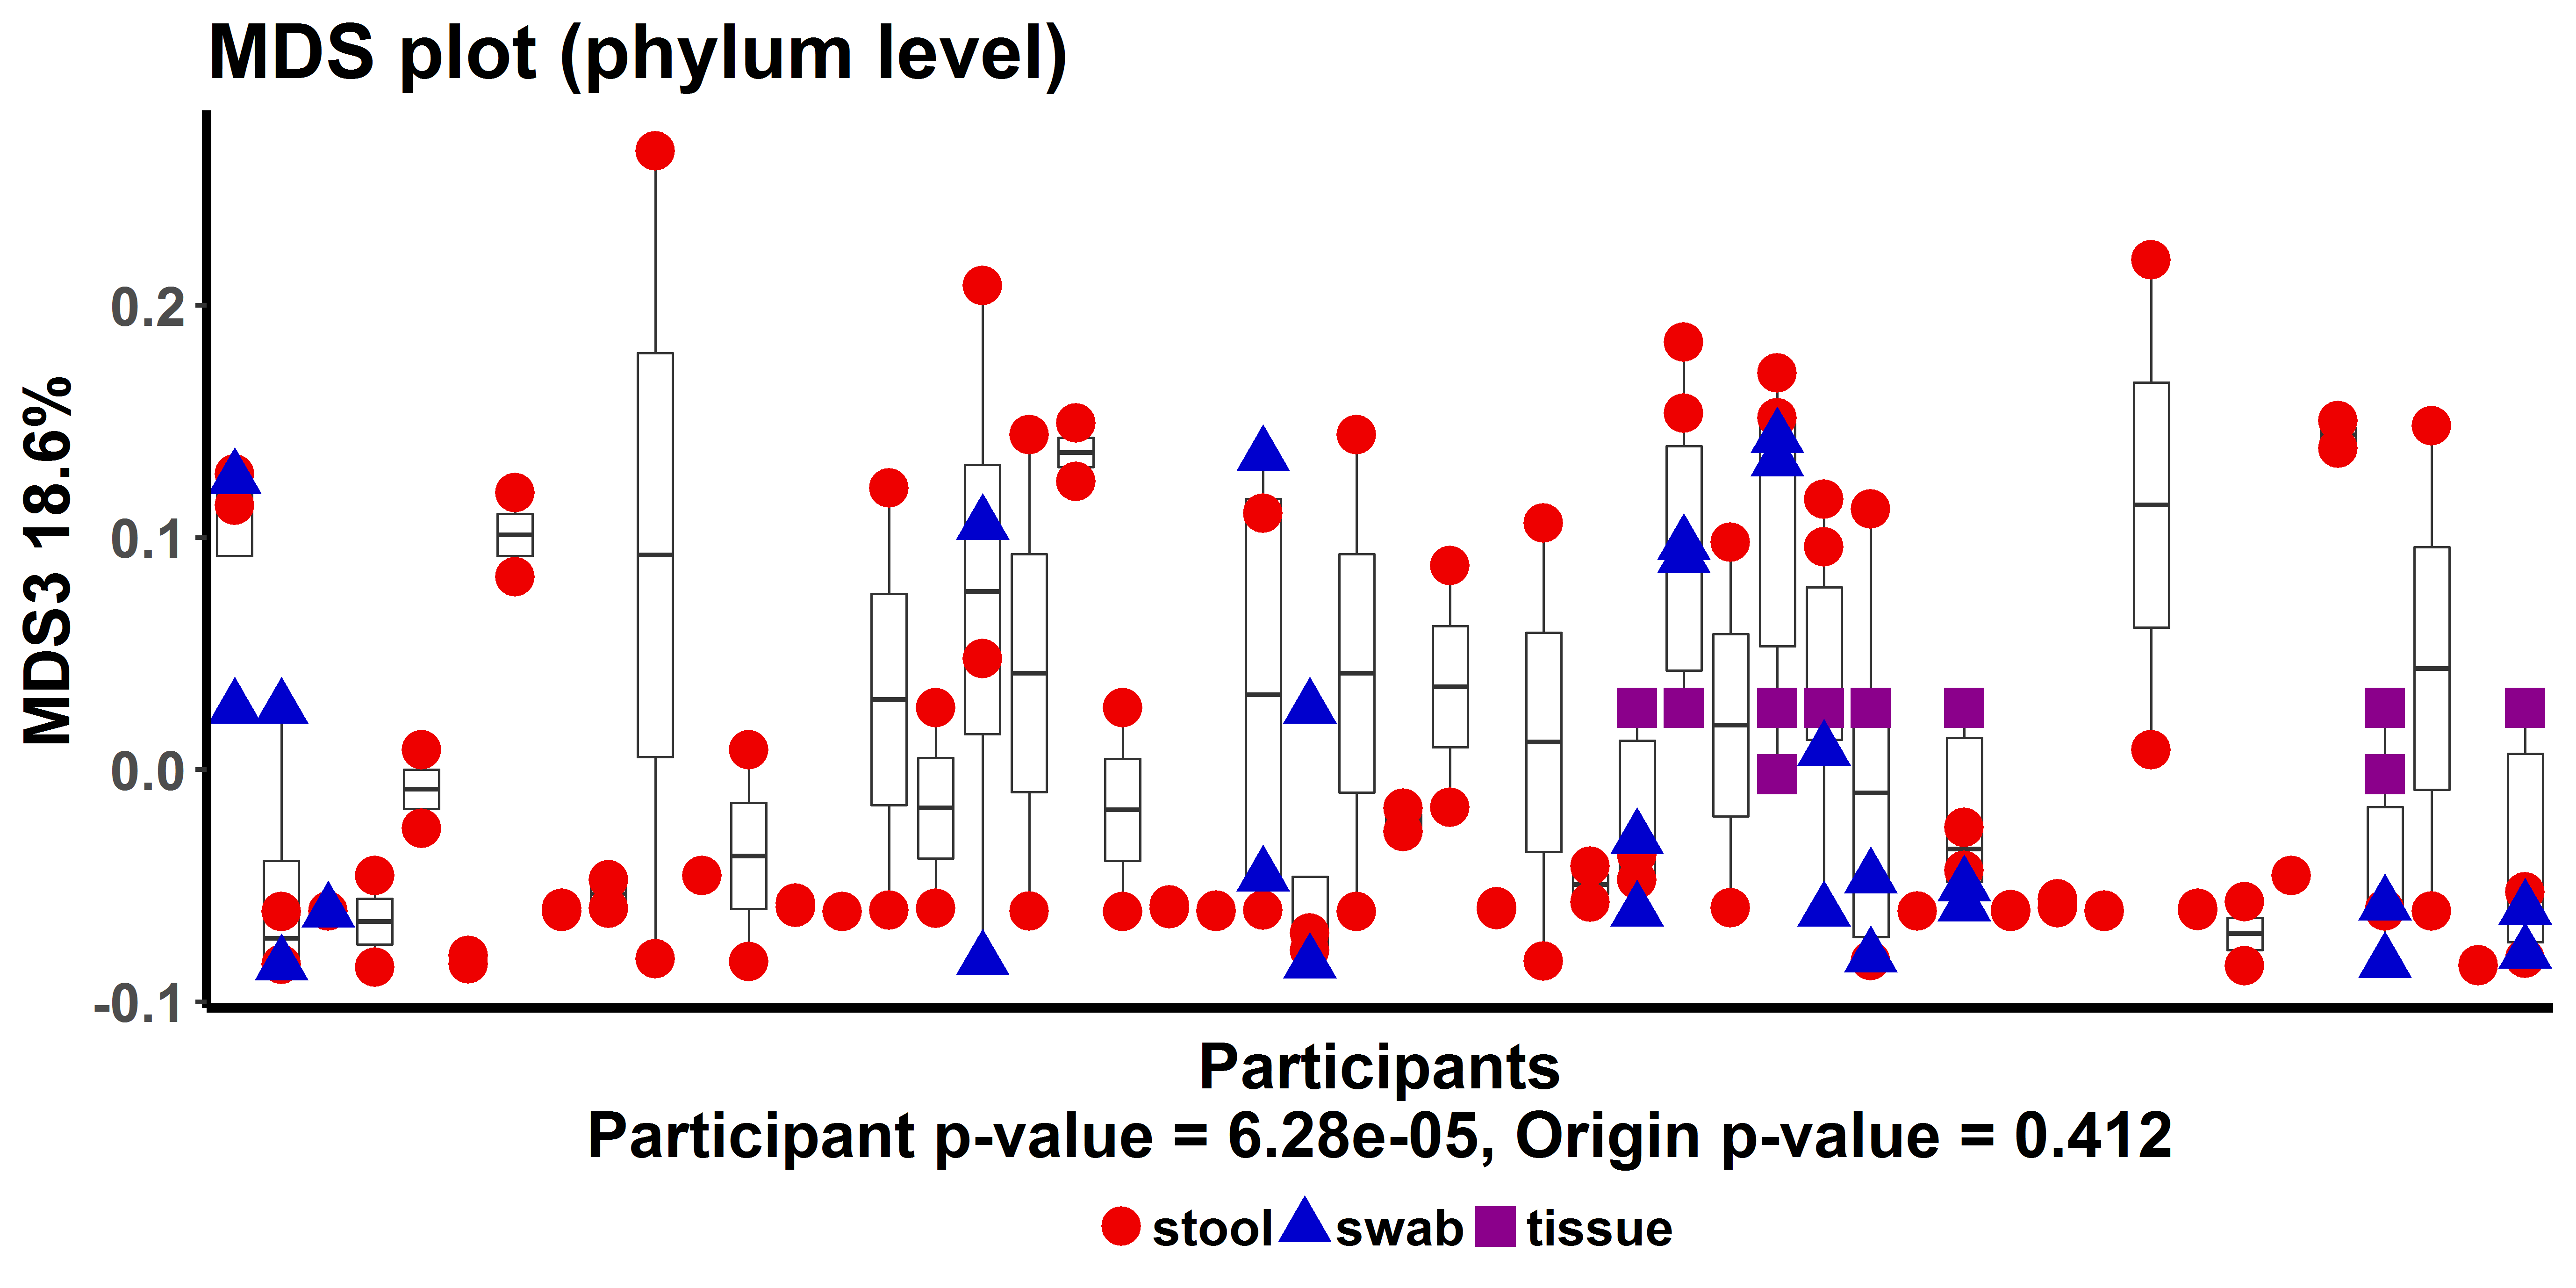 MDS plot (phylum level)
MDS3 18.6%
0.2
0.1
0.0
-0.1
Participants
Participant p-value = 6.28e-05, Origin p-value = 0.412
stool swab tissue